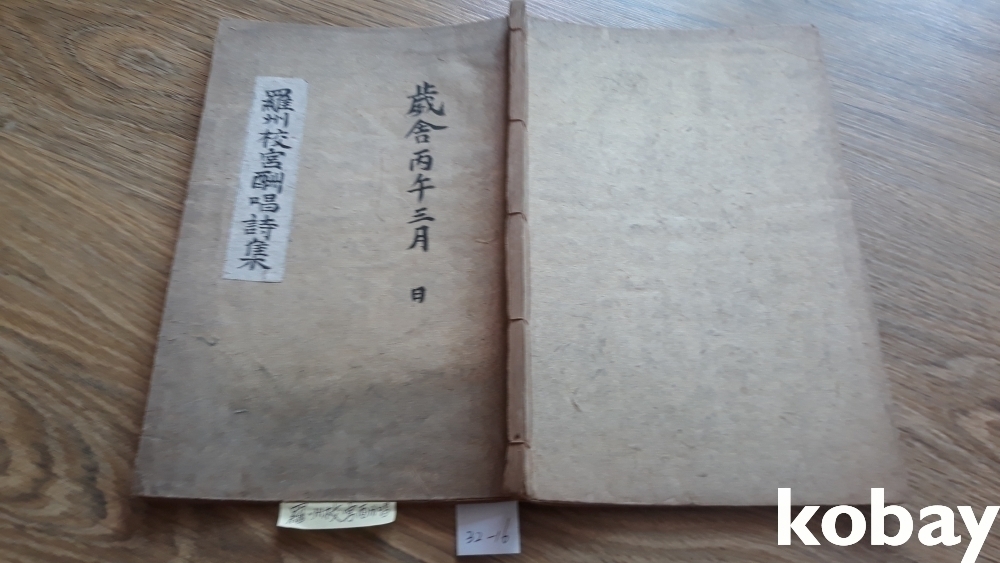 歲舍丙午三月 日
羅州校宮酬唱詩集
32-16
kobay